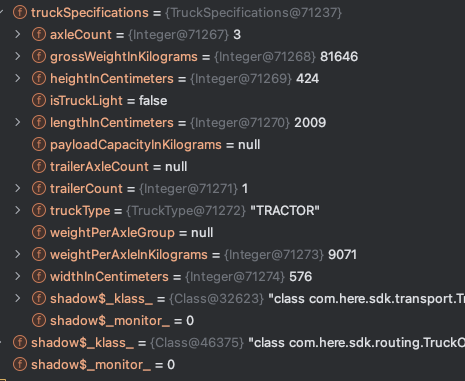 truckSpecifications = {TruckSpecifications@71237}
axleCount = {Integer@71267} 3
grossWeightInKilograms = {Integer@71268} 81646
heightInCentimeters = {Integer@71269} 424
isTruckLight = false
lengthInCentimeters = {Integer@71270} 2009
payloadCapacityInKilograms = null
trailerAxleCount = null
trailerCount = {Integer@71271} 1
truckType = {TruckType@71272} "TRACTOR"
weightPerAxleGroup = null
weightPerAxleInKilograms = {Integer@71273} 9071
widthInCentimeters = {Integer@71274} 576
shadow$_klass_ = {Class@32623} "class com.here.sdk.transport.T
shadow$_monitor_ = 0
shadow$_klass_ = {Class@46375} "class com.here.sdk.routing.TruckO
shadow$_monitor_ = 0